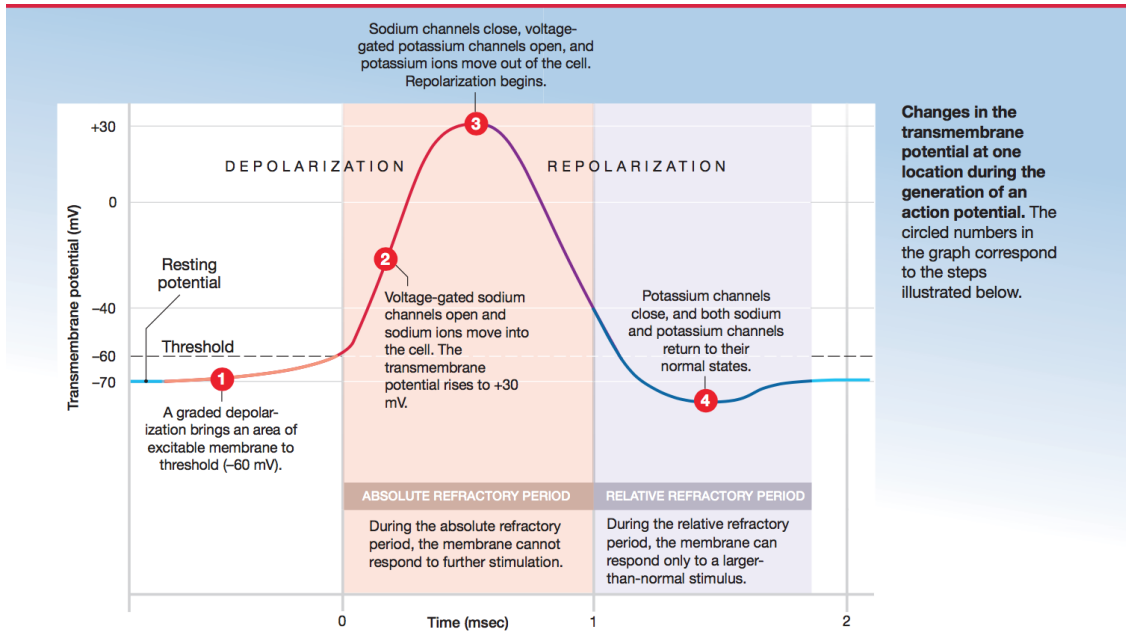 Sodium channels close, voltage-
gated potassium channels open, and
potassium ions move out of the cell.
Repolarization begins.
Changes in the
transmembrane
potential at one
location during the
generation of an
action potential. The
circled numbers in
the graph correspond
to the steps
illustrated below.
Transmembrane potential (mV)
+30
0
–40
–60
–70
DEPOLARIZATION
REPOLARIZATION
3
2
Resting
potential
Threshold
1
A graded depolar-
ization brings an area of
excitable membrane to
threshold (–60 mV).
Voltage-gated sodium
channels open and
sodium ions move into
the cell. The
transmembrane
potential rises to +30
mV.
Potassium channels
close, and both sodium
and potassium channels
return to their
normal states.
4
ABSOLUTE REFRACTORY PERIOD
During the absolute refractory
period, the membrane cannot
respond to further stimulation.
RELATIVE REFRACTORY PERIOD
During the relative refractory
period, the membrane can
respond only to a larger-
than-normal stimulus.
0
Time (msec)
1
2